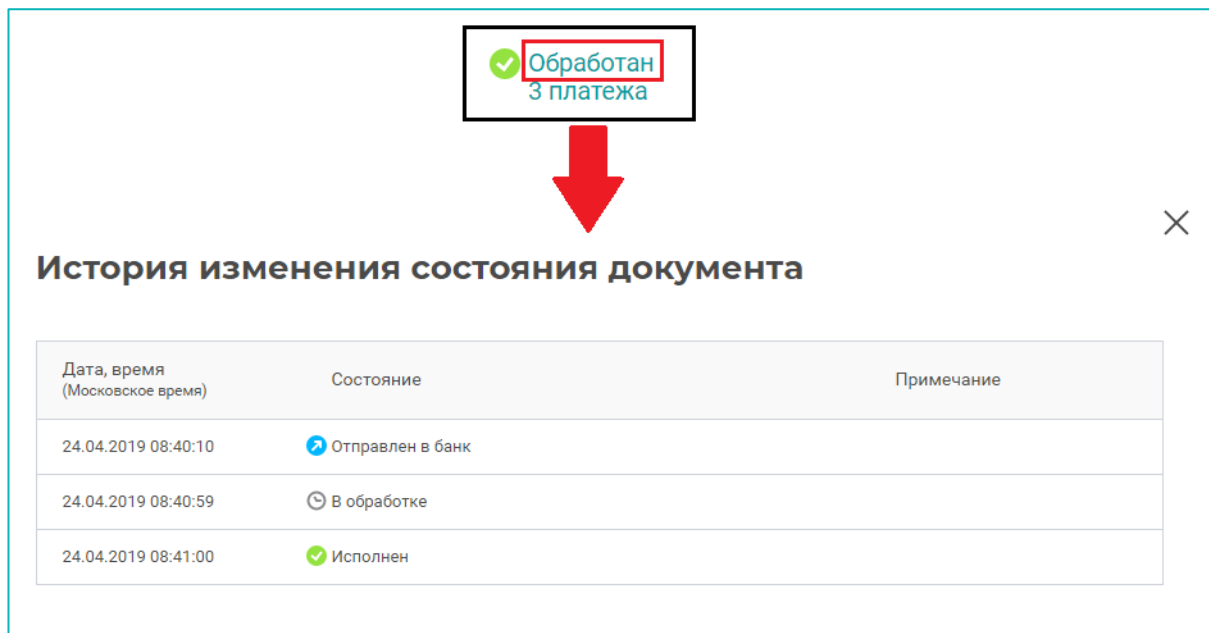 Обработан
3 платежа
История изменения состояния документа
Дата, время
(Московское время)
Состояние
Примечание
24.04.2019 08:40:10
Отправлен в банк
24.04.2019 08:40:59
В обработке
24.04.2019 08:41:00
Исполнен